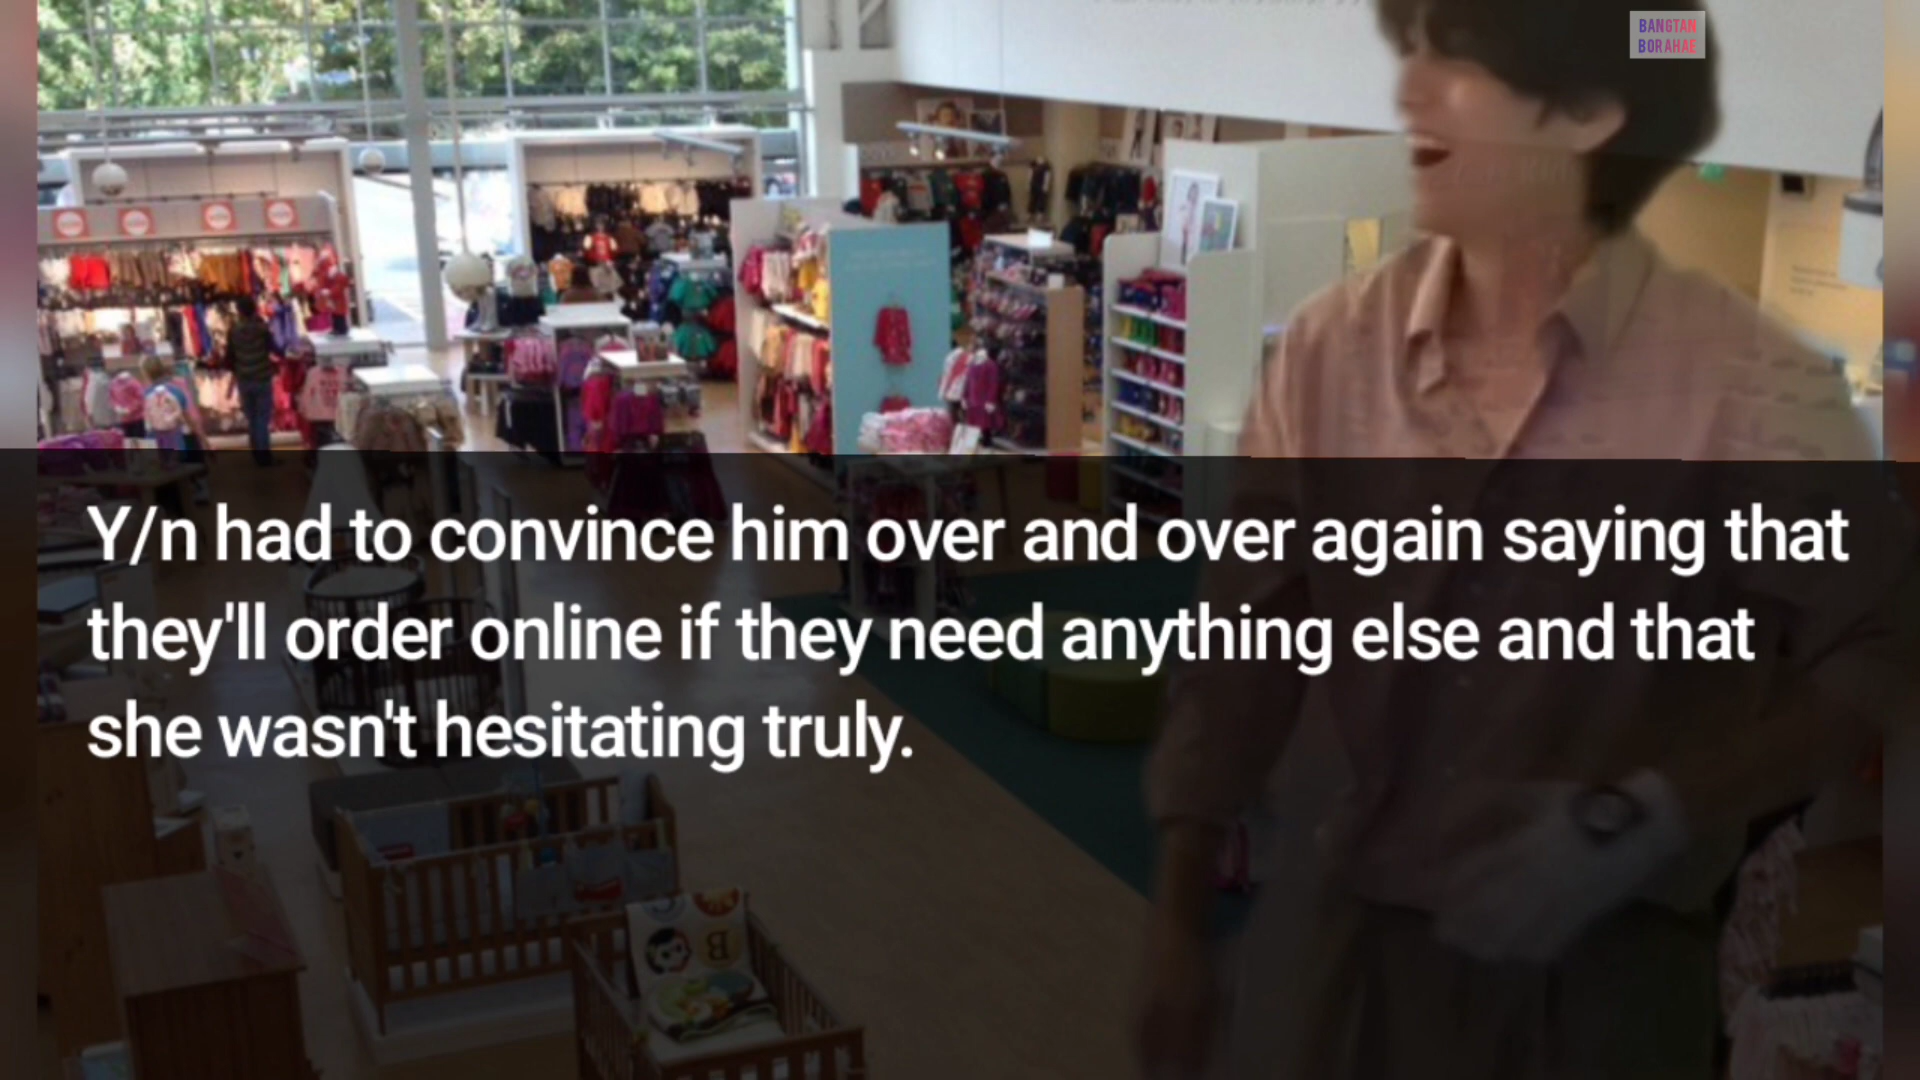 BANGTAN
BORAHAE
Y/n had to convince him over and over again saying that
they'll order online if they need anything else and that
she wasn't hesitating truly.
B